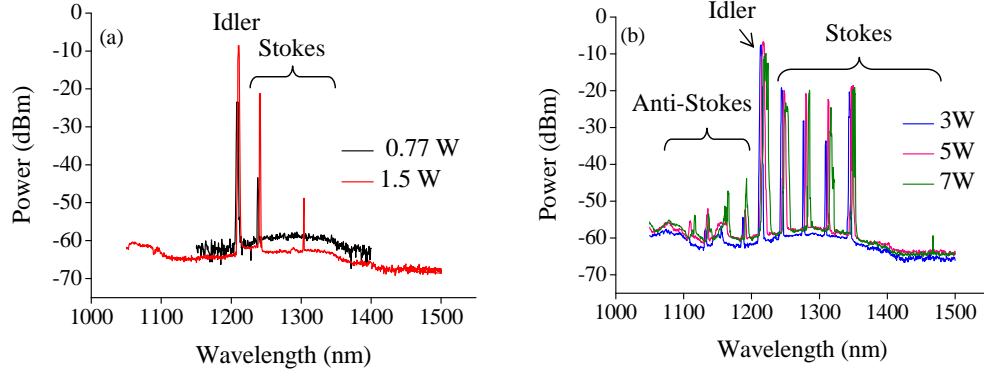 (a)
Idler
Stokes
0.77 W
1.5 W
Power (dBm)
0
-10
-20
-30
-40
-50
-60
-70
1000 1100 1200 1300 1400 1500
Wavelength (nm)
(b)
Idler
Stokes
Anti-Stokes
3W
5W
7W
Power (dBm)
0
-10
-20
-30
-40
-50
-60
-70
1000 1100 1200 1300 1400 1500
Wavelength (nm)